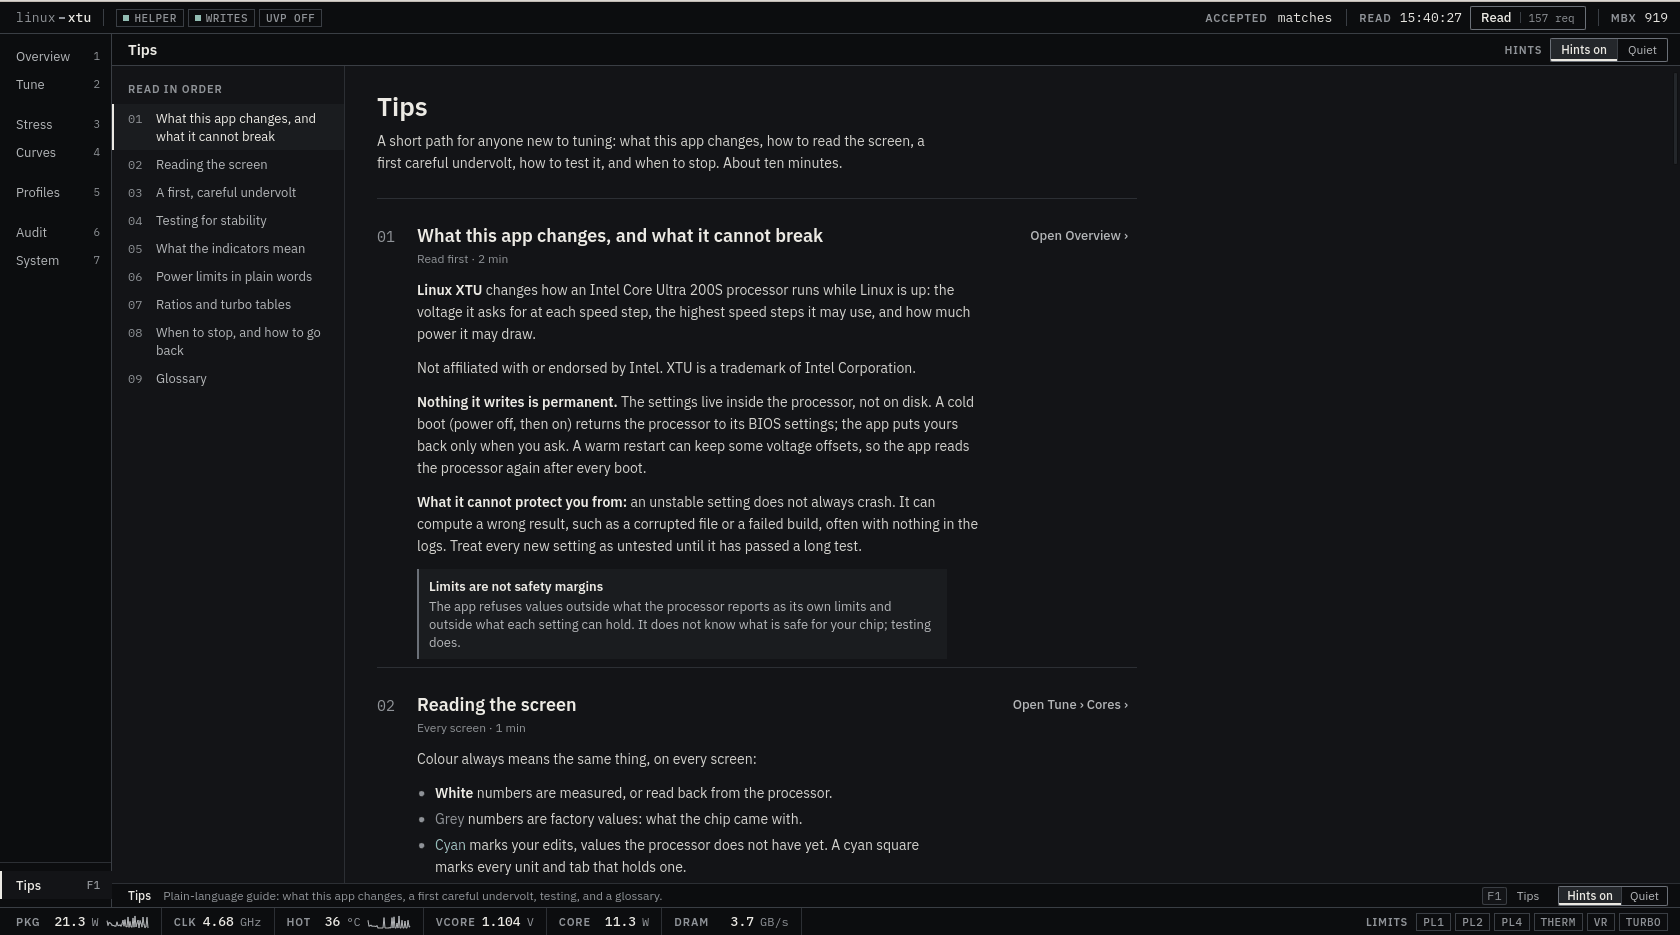 linux-xtu HELPER WRITES UVP OFF ACCEPTED matches READ 15:40:27 Read 157 req MBX 919
Overview 1
Tune 2
Stress 3
Curves 4
Profiles 5
Audit 6
System 7
Tips F1
Tips HINTS Hints on Quiet
READ IN ORDER
01 What this app changes, and
what it cannot break
02 Reading the screen
03 A first, careful undervolt
04 Testing for stability
05 What the indicators mean
06 Power limits in plain words
07 Ratios and turbo tables
08 When to stop, and how to go
back
09 Glossary
Tips
A short path for anyone new to tuning: what this app changes, how to read the screen, a
first careful undervolt, how to test it, and when to stop. About ten minutes.
01 What this app changes, and what it cannot break Open Overview ›
Read first · 2 min
Linux XTU changes how an Intel Core Ultra 200S processor runs while Linux is up: the
voltage it asks for at each speed step, the highest speed steps it may use, and how much
power it may draw.
Not affiliated with or endorsed by Intel. XTU is a trademark of Intel Corporation.
Nothing it writes is permanent. The settings live inside the processor, not on disk. A cold
boot (power off, then on) returns the processor to its BIOS settings; the app puts yours
back only when you ask. A warm restart can keep some voltage offsets, so the app reads
the processor again after every boot.
What it cannot protect you from: an unstable setting does not always crash. It can
compute a wrong result, such as a corrupted file or a failed build, often with nothing in the
logs. Treat every new setting as untested until it has passed a long test.
Limits are not safety margins
The app refuses values outside what the processor reports as its own limits and
outside what each setting can hold. It does not know what is safe for your chip; testing
does.
02 Reading the screen Open Tune › Cores ›
Every screen · 1 min
Colour always means the same thing, on every screen:
• White numbers are measured, or read back from the processor.
• Grey numbers are factory values: what the chip came with.
• Cyan marks your edits, values the processor does not have yet. A cyan square
marks every unit and tab that holds one.
Tips Plain-language guide: what this app changes, a first careful undervolt, testing, and a glossary. F1 Tips Hints on Quiet
PKG 21.3 W CLK 4.68 GHz HOT 36 °C VCORE 1.104 V CORE 11.3 W DRAM 3.7 GB/s LIMITS PL1 PL2 PL4 THERM VR TURBO